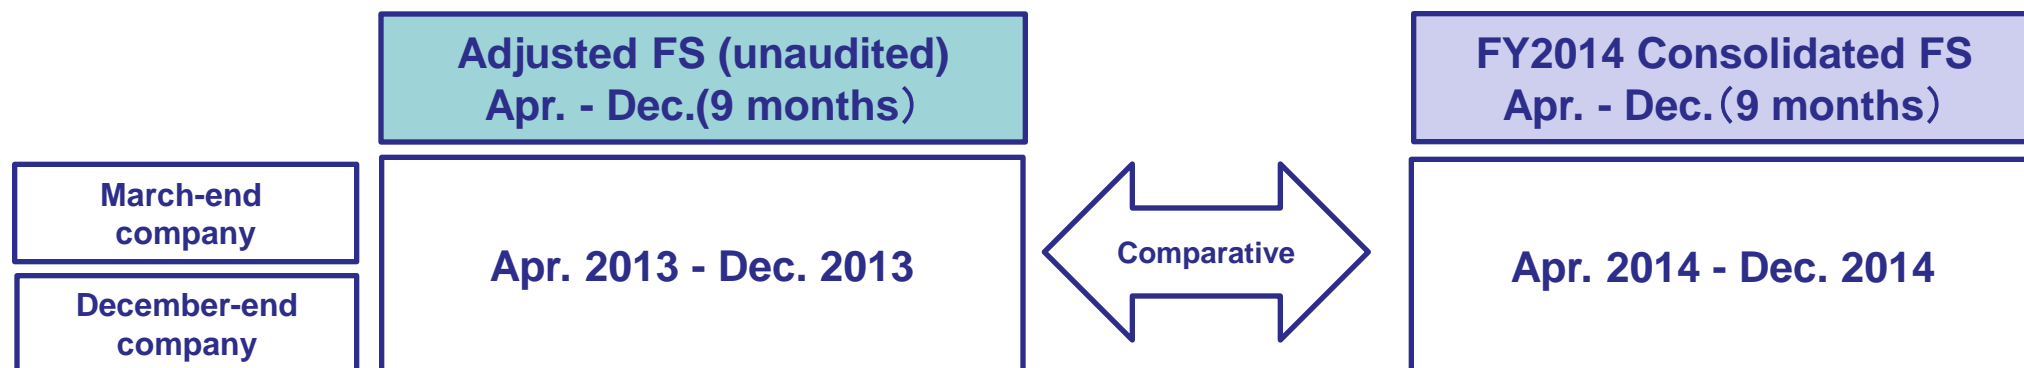 Adjusted FS (unaudited)
Apr. - Dec.(9 months）
FY2014 Consolidated FS
Apr. - Dec.（9 months）
March-end
company
December-end
company
Apr. 2013 - Dec. 2013
Comparative
Apr. 2014 - Dec. 2014